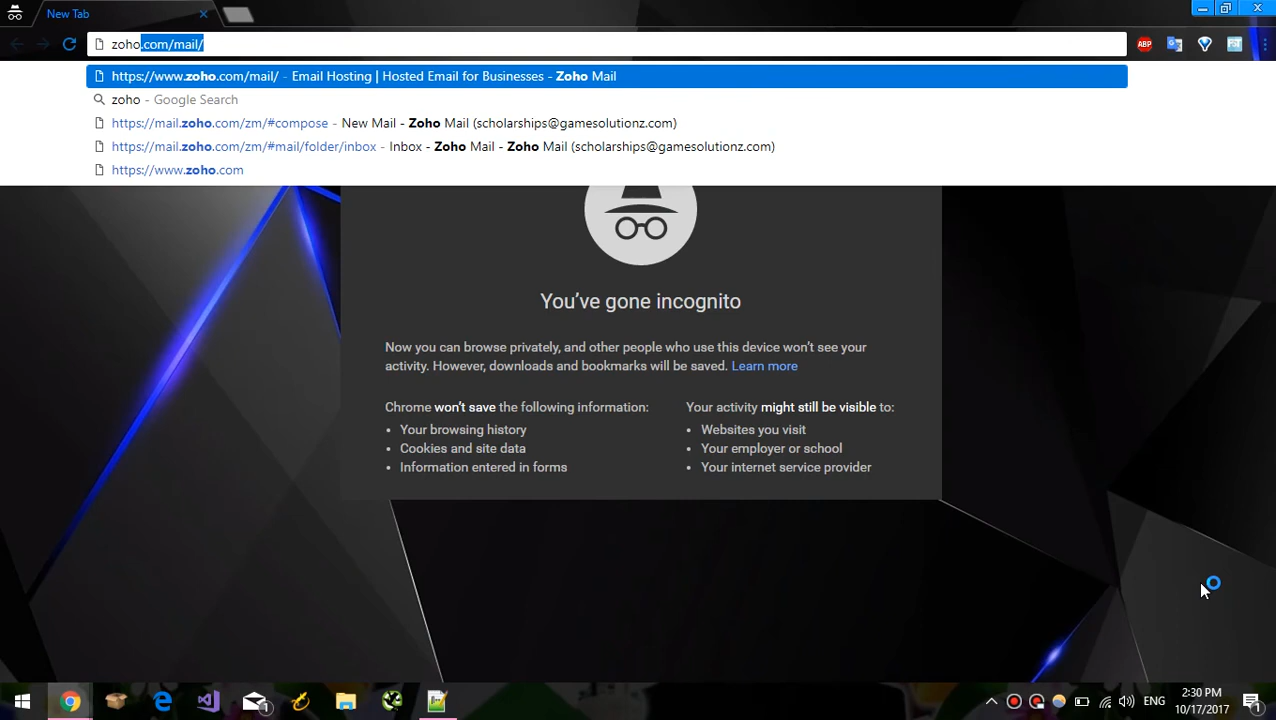 New Tab
zoho.com/mail/
ABP
https://www.zoho.com/mail/ - Email Hosting | Hosted Email for Businesses - Zoho Mail
zoho - Google Search
https://mail.zoho.com/zm/#compose - New Mail - Zoho Mail (scholarships@gamesolutionz.com)
https://mail.zoho.com/zm/#mail/folder/inbox - Inbox - Zoho Mail - Zoho Mail (scholarships@gamesolutionz.com)
https://www.zoho.com
You've gone incognito
Now you can browse privately, and other people who use this device won't see your
activity. However, downloads and bookmarks will be saved. Learn more
Chrome won't save the following information:
• Your browsing history
• Cookies and site data
• Information entered in forms
Your activity might still be visible to:
• Websites you visit
• Your employer or school
• Your internet service provider
1
ENG
2:30 PM
10/17/2017
1